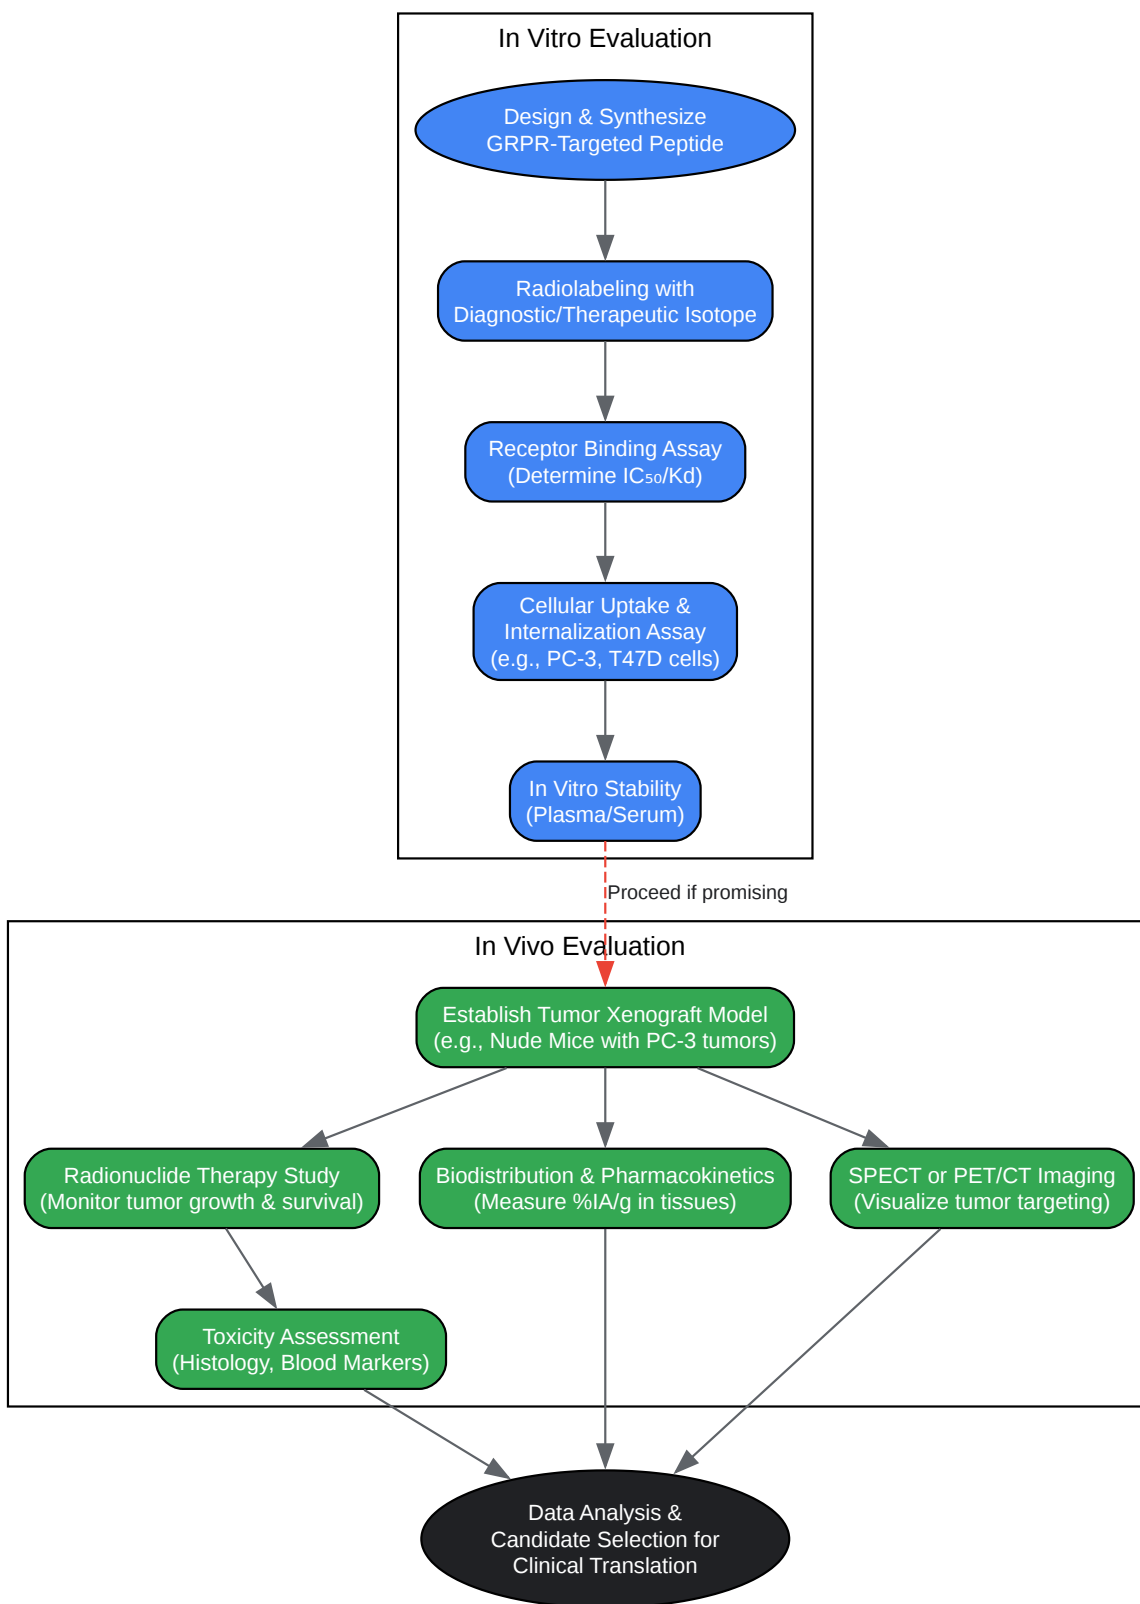 In Vitro Evaluation
Design & Synthesize
GRPR-Targeted Peptide
Radiolabeling with
Diagnostic/Therapeutic Isotope
Receptor Binding Assay
(Determine IC₅₀/Kd)
Cellular Uptake &
Internalization Assay
(e.g., PC-3, T47D cells)
In Vitro Stability
(Plasma/Serum)
Proceed if promising
In Vivo Evaluation
Establish Tumor Xenograft Model
(e.g., Nude Mice with PC-3 tumors)
Radionuclide Therapy Study
(Monitor tumor growth & survival)
Biodistribution & Pharmacokinetics
(Measure %IA/g in tissues)
SPECT or PET/CT Imaging
(Visualize tumor targeting)
Toxicity Assessment
(Histology, Blood Markers)
Data Analysis &
Candidate Selection for
Clinical Translation